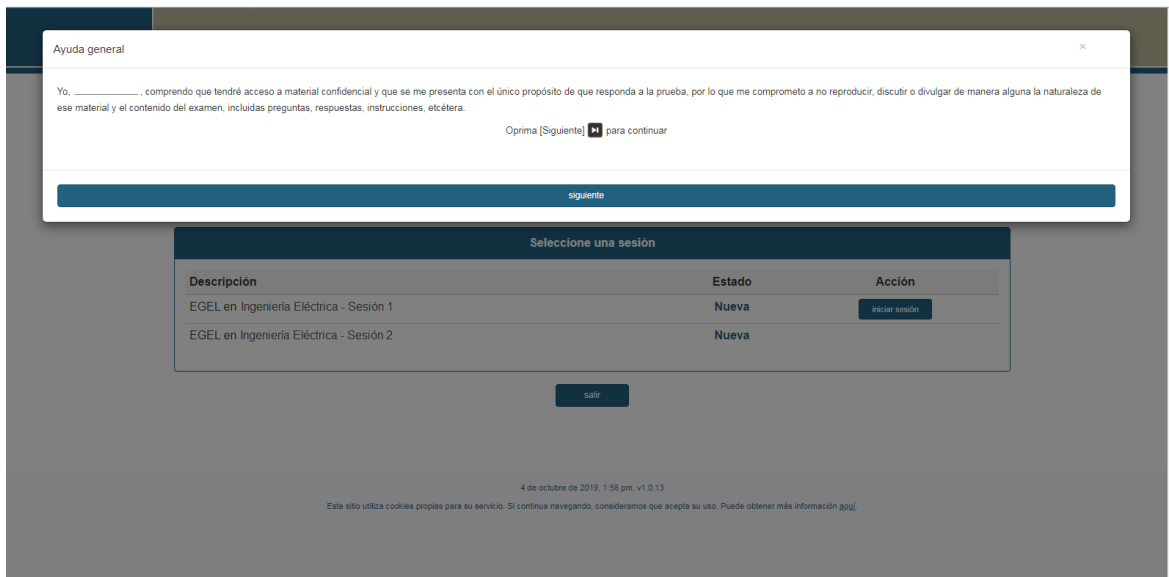 Ayuda general ×
Yo, _____________ , comprendo que tendré acceso a material confidencial y que se me presenta con el único propósito de que responda a la prueba, por lo que me comprometo a no reproducir, discutir o divulgar de manera alguna la naturaleza de
ese material y el contenido del examen, incluidas preguntas, respuestas, instrucciones, etcétera.
Oprima [Siguiente] para continuar
siguiente
Seleccione una sesión
Descripción Estado Acción
EGEL en Ingeniería Eléctrica - Sesión 1 Nueva iniciar sesión
EGEL en Ingeniería Eléctrica - Sesión 2 Nueva
salir
4 de octubre de 2019, 1:58 pm. v1.0.13
Este sitio utiliza cookies propias para su servicio. Si continua navegando, consideramos que acepta su uso. Puede obtener más información aquí.